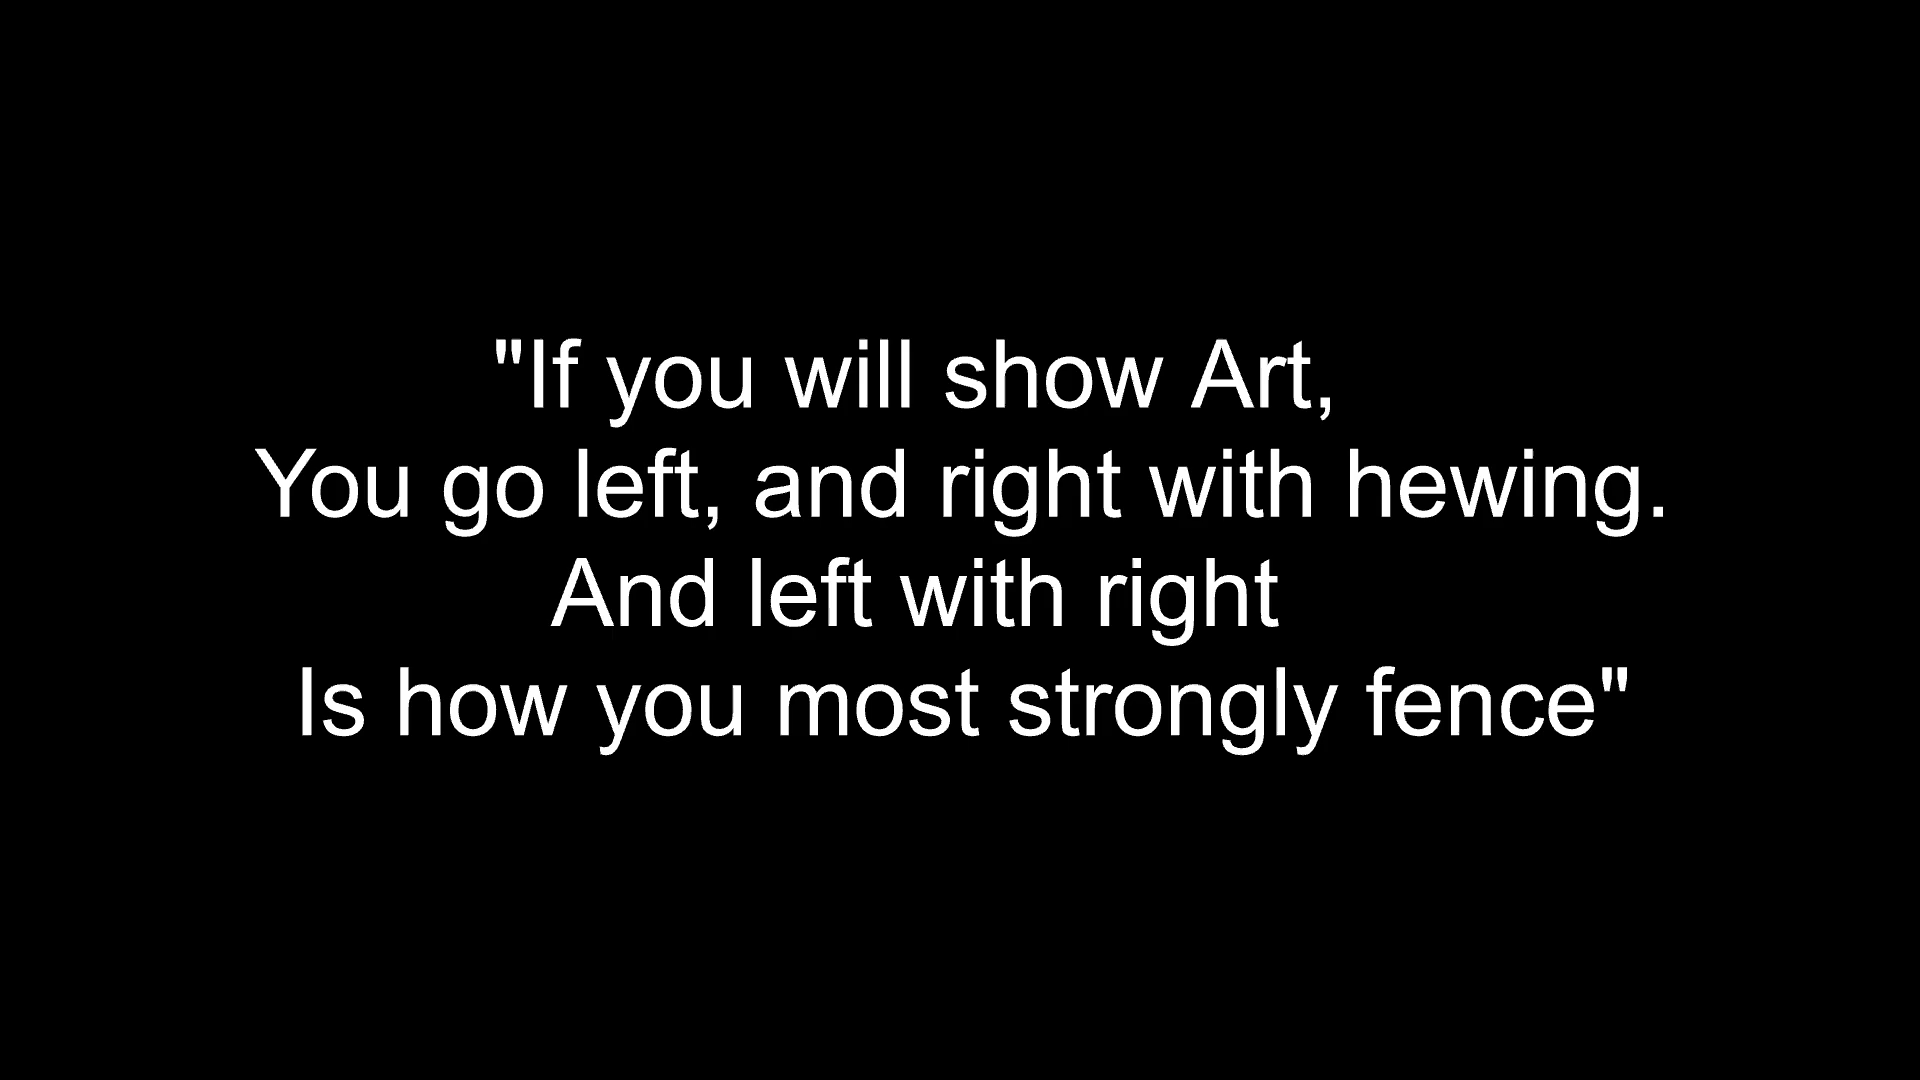 "If you will show Art,
You go left, and right with hewing.
And left with right
Is how you most strongly fence"